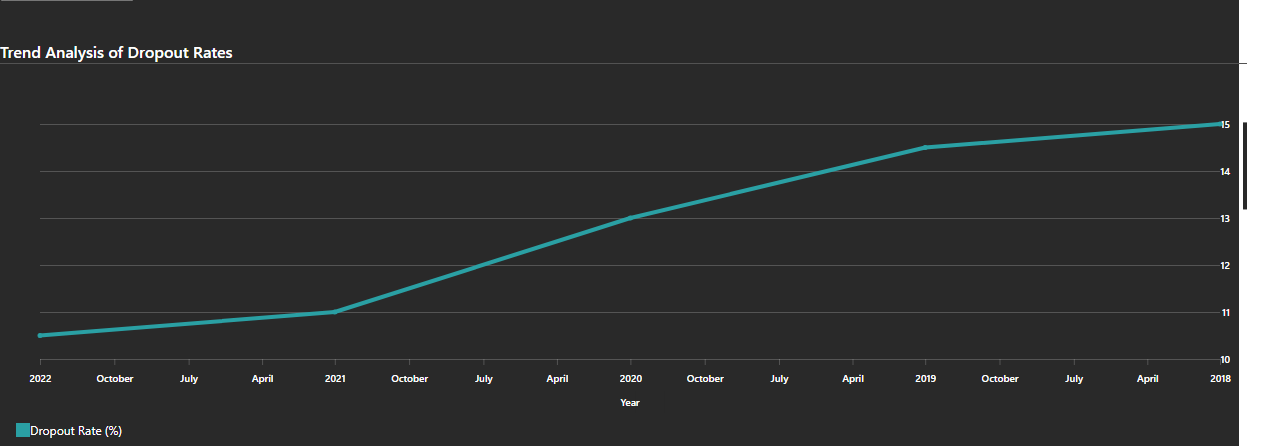 Trend Analysis of Dropout Rates
15
14
13
12
11
10
2022 October July April 2021 October July April 2020 October July April 2019 October July April 2018
Year
Dropout Rate (%)